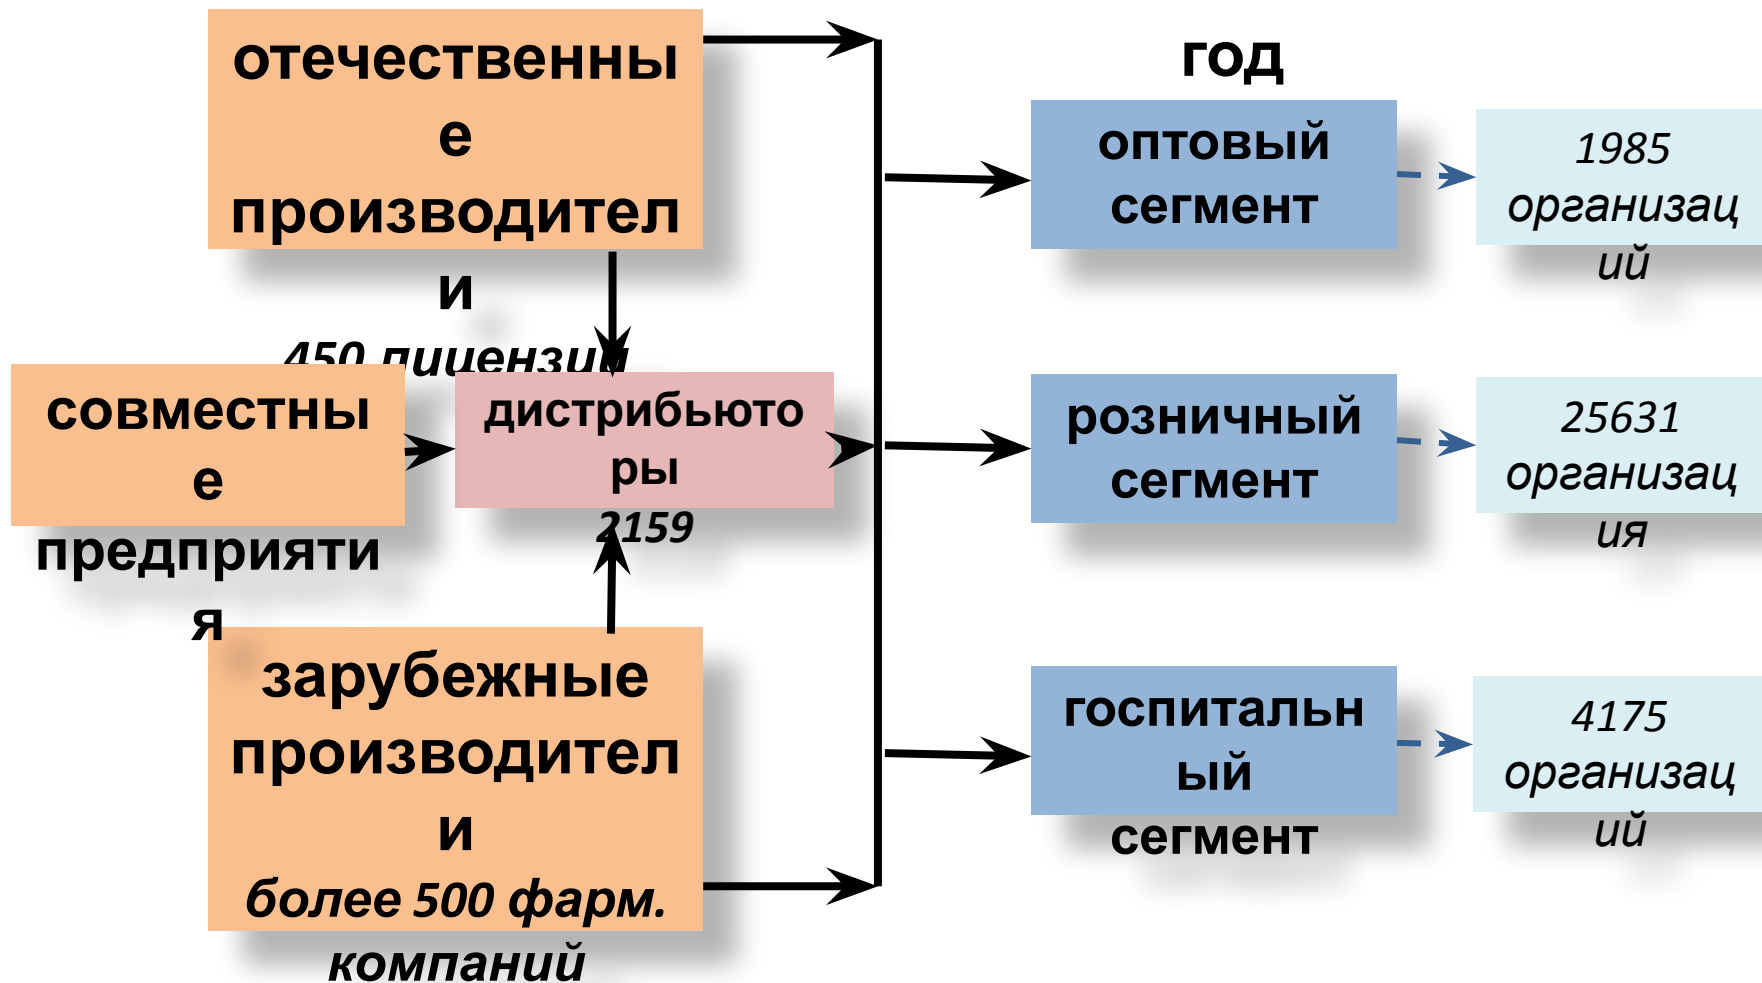 отечественны
е
производител
и
450 лицензий
совместны
е
предприяти
я
дистрибьюто
ры
2159
зарубежные
производител
и
более 500 фарм.
компаний
год
оптовый
сегмент
1985
организац
ий
розничный
сегмент
25631
организац
ия
госпитальн
ый
сегмент
4175
организац
ий